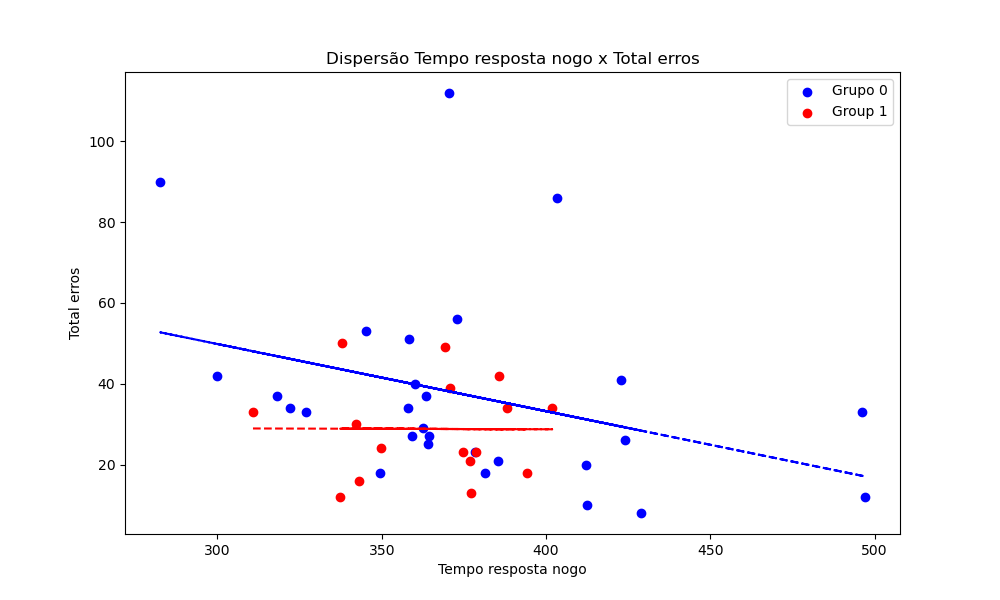 Dispersão Tempo resposta nogo x Total erros
Grupo 0
Group 1
Total erros
100
80
60
40
20
300
350
400
450
500
Tempo resposta nogo